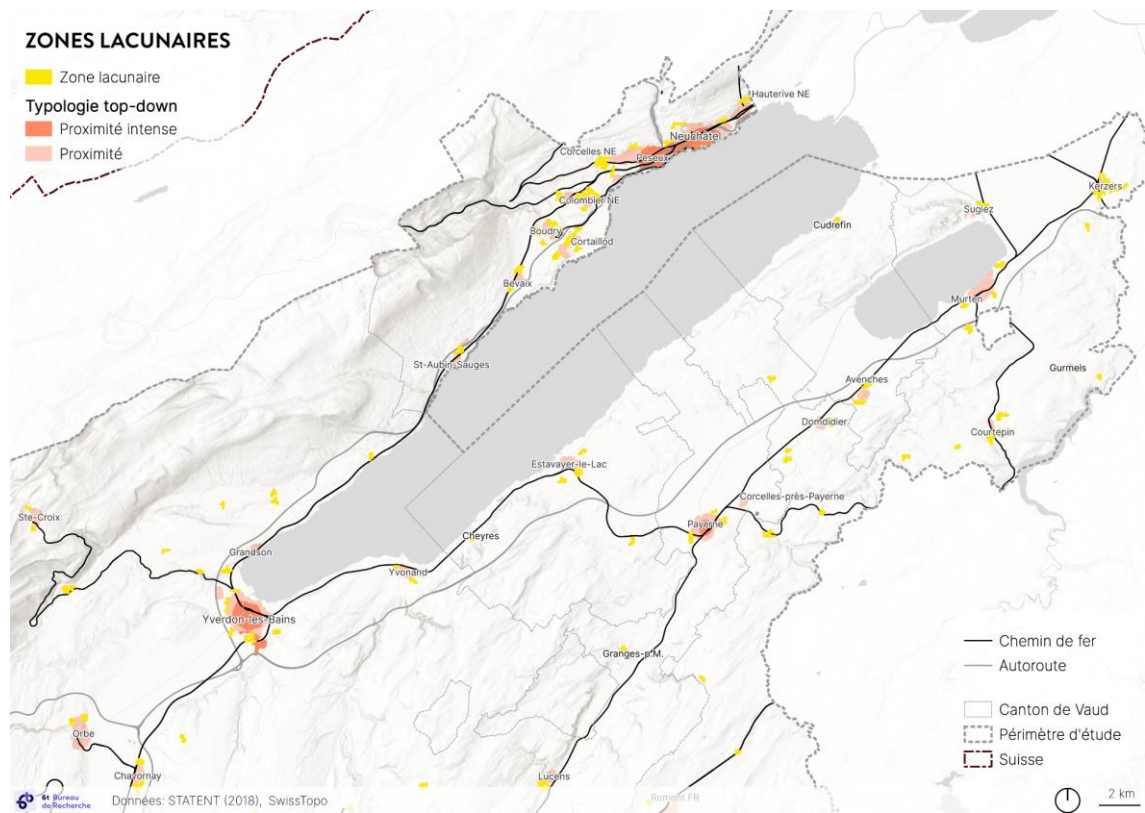 ZONES LACUNAIRES
Zone lacunaire
Typologie top-down
Proximité intense
Proximité
Hauterive NE
Neuchâtel
Corcelles NE
Peseux
Colombier NE
Boudry
Cortaillod
Bevaix
St-Aubin-Sauges
Kerzers
Sugiez
Cudrefin
Murten
Gurmels
Avenches
Domdidier
Courtepin
Estavayer-le-Lac
Corcelles-près-Payerne
Payerne
Ste-Croix
Cheyres
Grandson
Yvonand
Yverdon-les-Bains
Granges-p.M.
Orbe
Chavornay
Lucens
Romont FR
Chemin de fer
Autoroute
Canton de Vaud
Périmètre d'étude
Suisse
6t Bureau
de Recherche
Données: STATENT (2018), SwissTopo
2 km